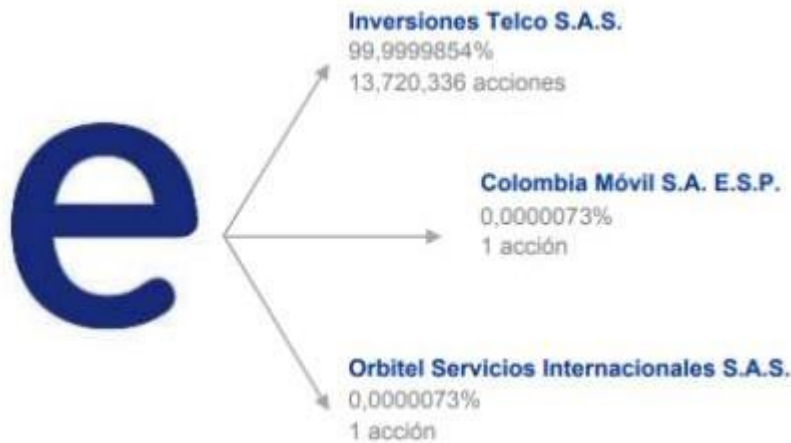 Inversiones Telco S.A.S.
99,9999854%
13,720,336 acciones
e
Colombia Móvil S.A. E.S.P.
0,0000073%
1 acción
Orbitel Servicios Internacionales S.A.S.
0,0000073%
1 acción